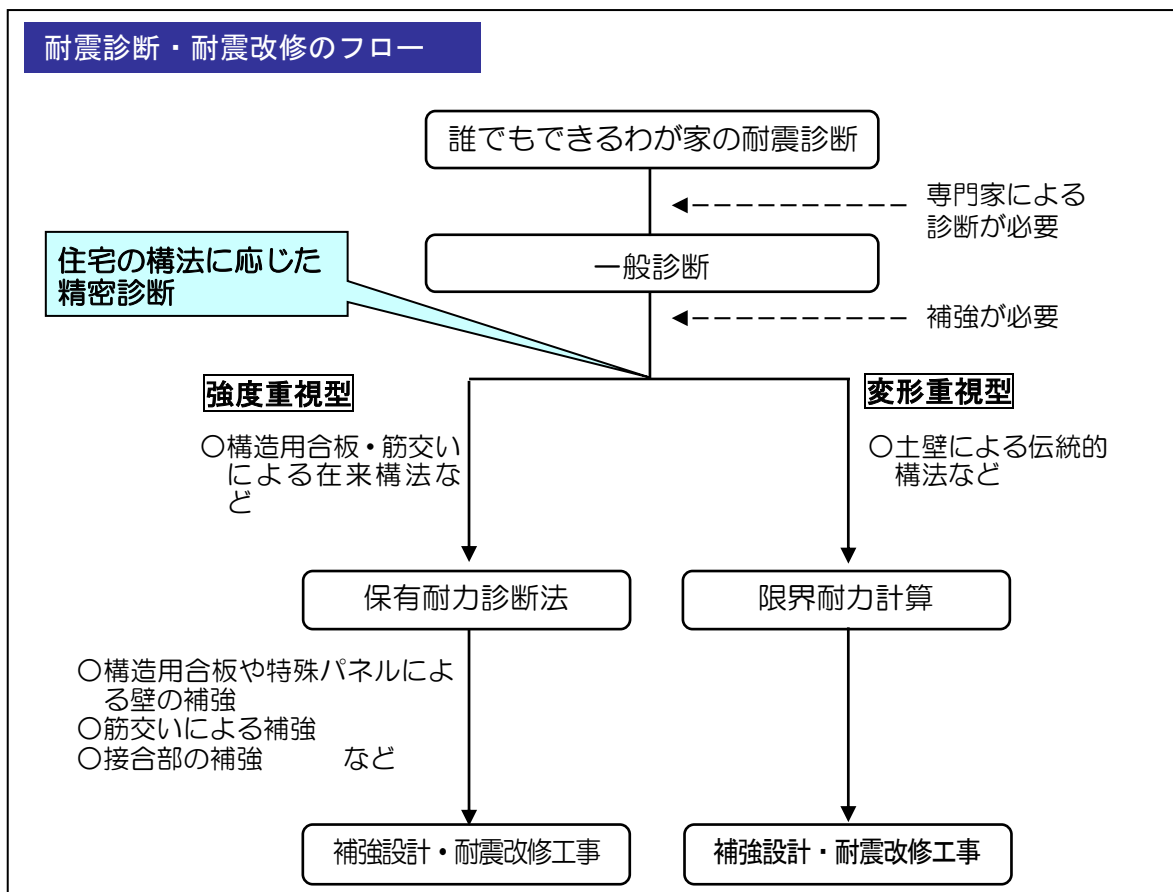 耐震診断・耐震改修のフロー
誰でもできるわが家の耐震診断
専門家による
診断が必要
住宅の構法に応じた
精密診断
一般診断
補強が必要
強度重視型
変形重視型
○構造用合板・筋交い
による在来構法な
ど
○土壁による伝統的
構法など
保有耐力診断法
限界耐力計算
○構造用合板や特殊パネルによ
る壁の補強
○筋交いによる補強
○接合部の補強 など
補強設計・耐震改修工事
補強設計・耐震改修工事